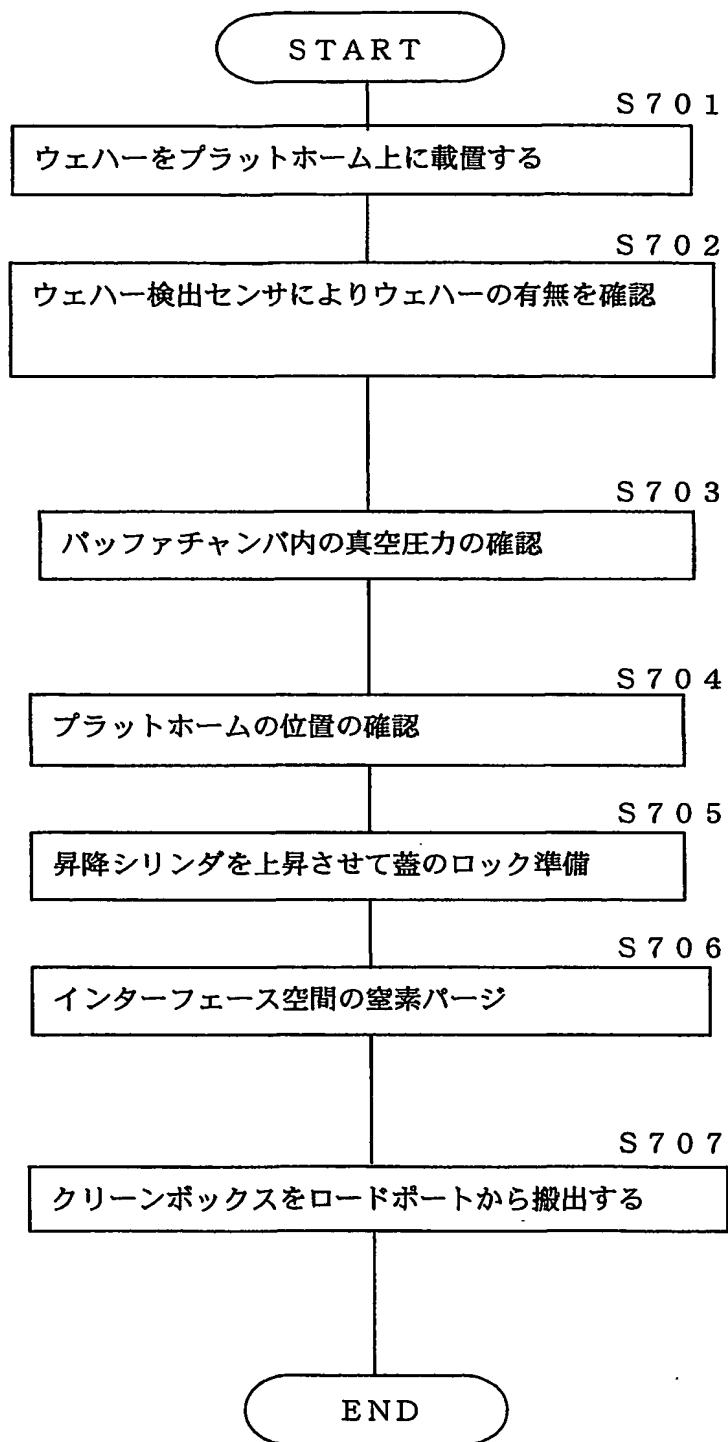 START
S701
ウェハーをプラットホーム上に載置する
S702
ウェハー検出センサによりウェハーの有無を確認
S703
バッファチャンバ内の真空圧力の確認
S704
プラットホームの位置の確認
S705
昇降シリンダを上昇させて蓋のロック準備
S706
インターフェース空間の窒素パージ
S707
クリーンボックスをロードポートから搬出する
END